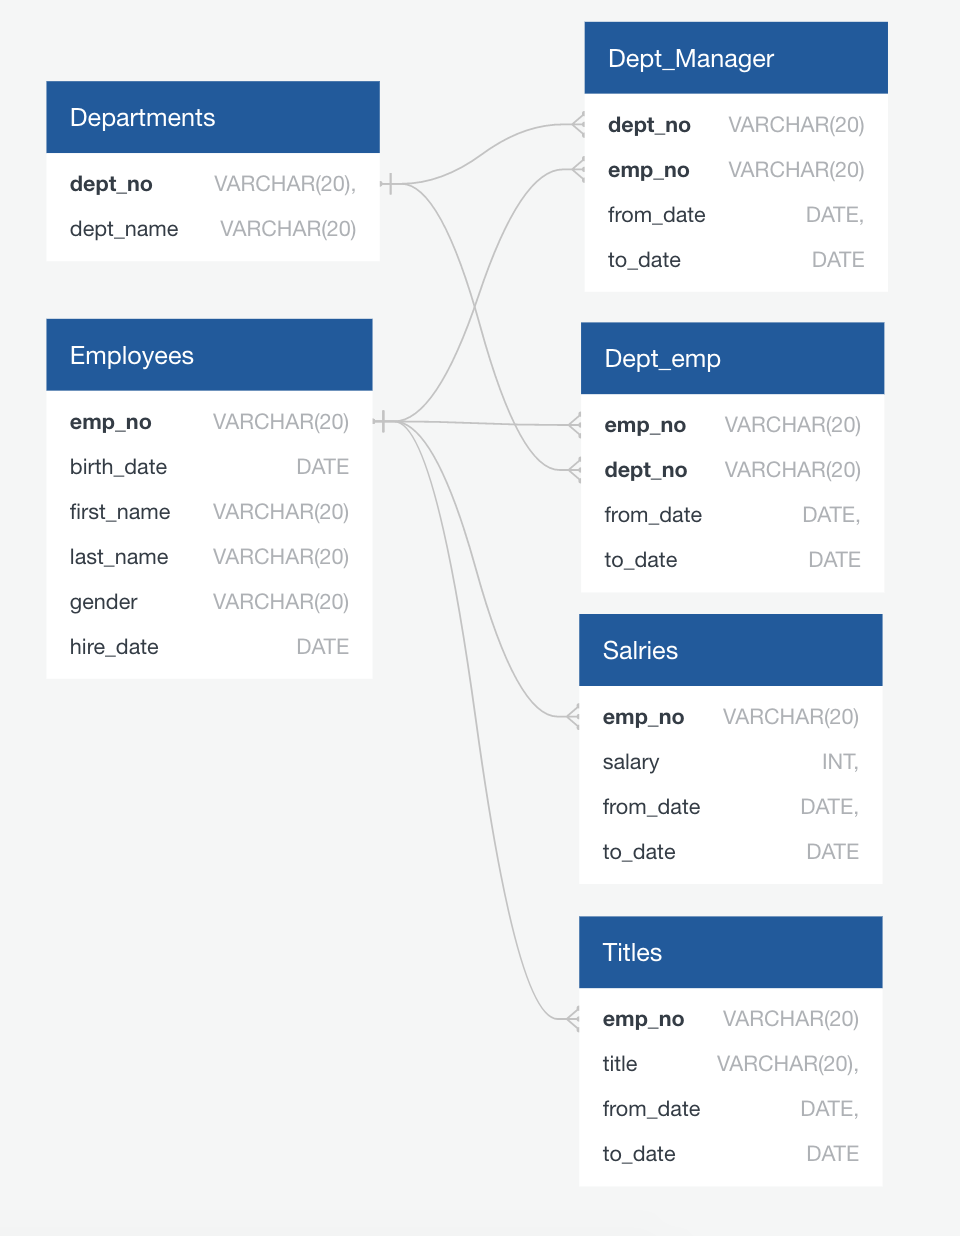 Departments
dept_no VARCHAR(20),
dept_name VARCHAR(20)
Employees
emp_no VARCHAR(20)
birth_date DATE
first_name VARCHAR(20)
last_name VARCHAR(20)
gender VARCHAR(20)
hire_date DATE
Dept_Manager
dept_no VARCHAR(20)
emp_no VARCHAR(20)
from_date DATE,
to_date DATE
Dept_emp
emp_no VARCHAR(20)
dept_no VARCHAR(20)
from_date DATE,
to_date DATE
Salries
emp_no VARCHAR(20)
salary INT,
from_date DATE,
to_date DATE
Titles
emp_no VARCHAR(20)
title VARCHAR(20),
from_date DATE,
to_date DATE